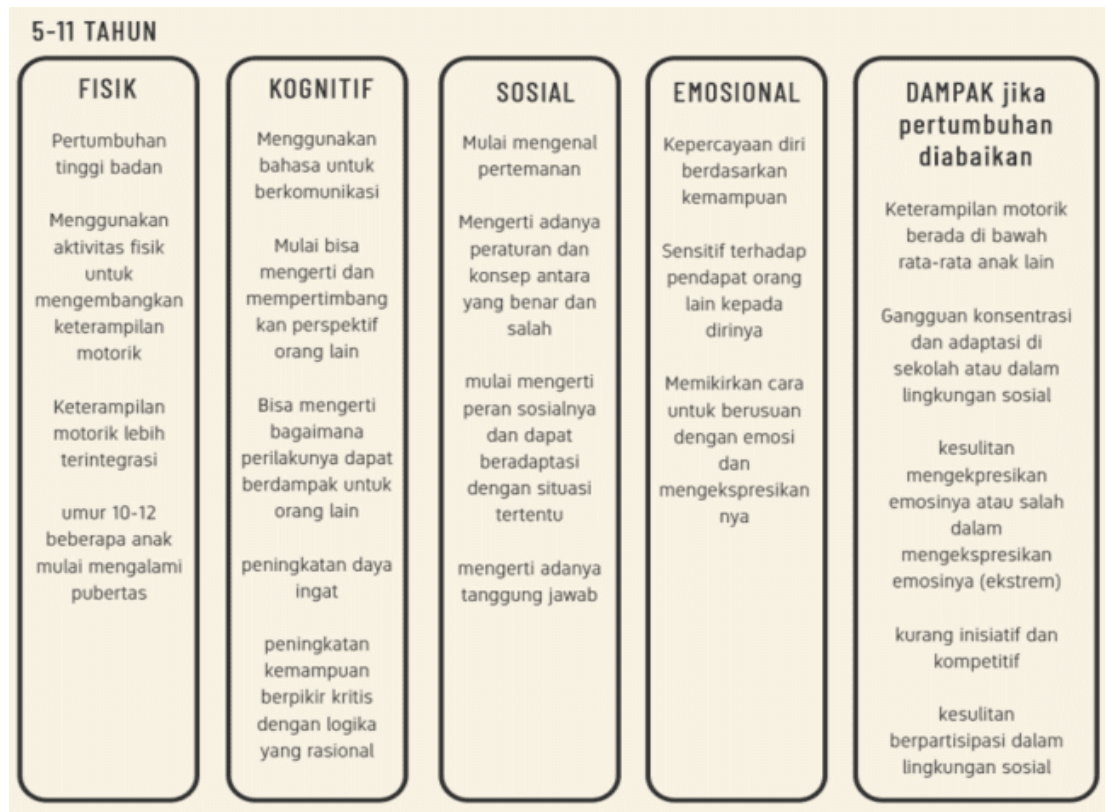 5-11 TAHUN
FISIK
Pertumbuhan
tinggi badan
Menggunakan
aktivitas fisik
untuk
mengembangkan
keterampilan
motorik
Keterampilan
motorik lebih
terintegrasi
umur 10-12
beberapa anak
mulai mengalami
pubertas
KOGNITIF
Menggunakan
bahasa untuk
berkomunikasi
Mulai bisa
mengerti dan
mempertimbang
kan perspektif
orang lain
Bisa mengerti
bagaimana
perilakunya dapat
berdampak untuk
orang lain
peningkatan daya
ingat
peningkatan
kemampuan
berpikir kritis
dengan logika
yang rasional
SOSIAL
Mulai mengenal
pertemanan
Mengerti adanya
peraturan dan
konsep antara
yang benar dan
salah
mulai mengerti
peran sosialnya
dan dapat
beradaptasi
dengan situasi
tertentu
mengerti adanya
tanggung jawab
EMOSIONAL
Kepercayaan diri
berdasarkan
kemampuan
Sensitif terhadap
pendapat orang
lain kepada
dirinya
Memikirkan cara
untuk berusuan
dengan emosi
dan
mengekspresikan
nya
DAMPAK jika
pertumbuhan
diabaikan
Keterampilan motorik
berada di bawah
rata-rata anak lain
Gangguan konsentrasi
dan adaptasi di
sekolah atau dalam
lingkungan sosial
kesulitan
mengekpresikan
emosinya atau salah
dalam
mengekspresikan
emosinya (ekstrem)
kurang inisiatif dan
kompetitif
kesulitan
berpartisipasi dalam
lingkungan sosial